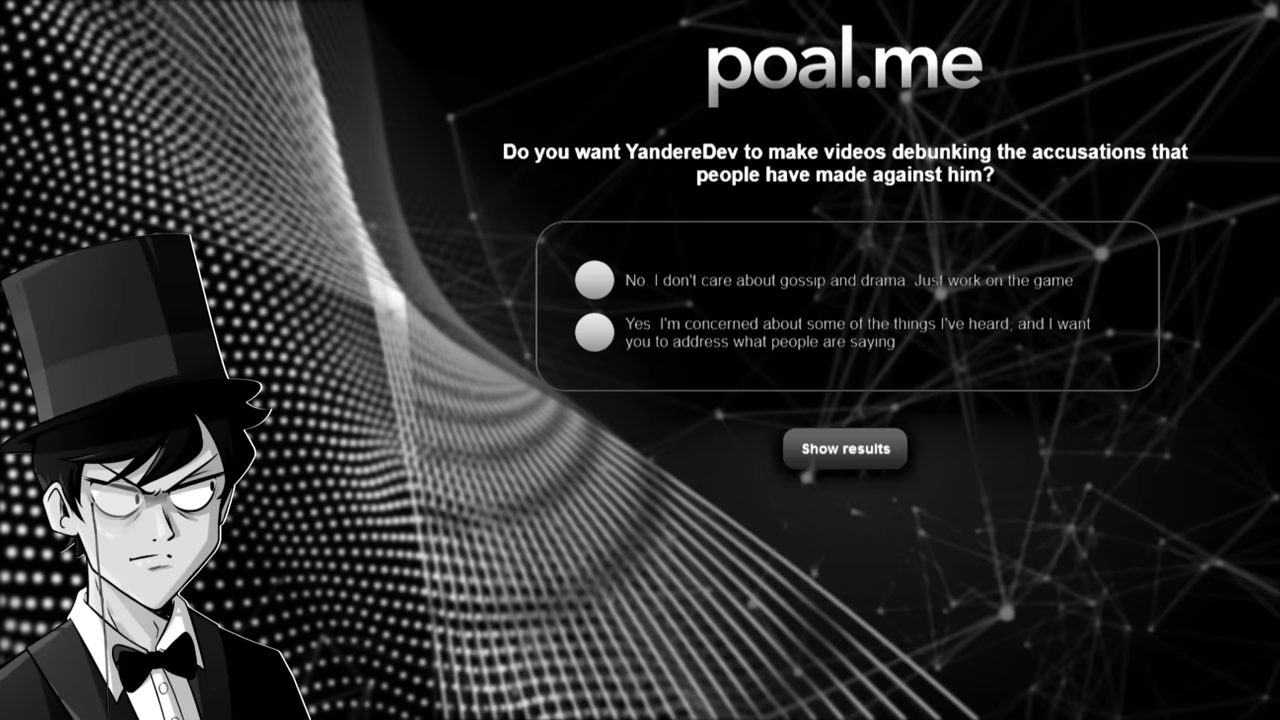 poal.me
Do you want YandereDev to make videos debunking the accusations that
people have made against him?
No. I don't care about gossip and drama. Just work on the game
Yes. I'm concerned about some of the things I've heard, and I want
you to address what people are saying
Show results